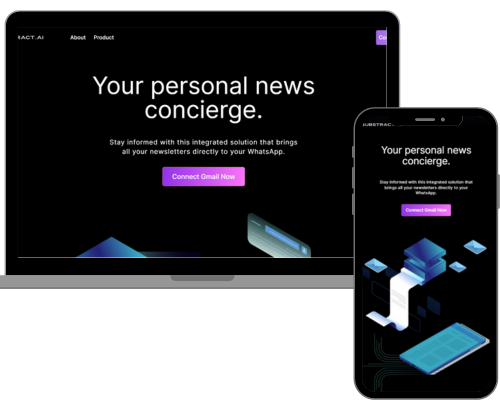 RACT.AI About Product Co
Your personal news
concierge.
Stay informed with this integrated solution that brings
all your newsletters directly to your WhatsApp.
Connect Gmail Now
SUBSTRAC
Your personal news
concierge.
Stay informed with this integrated solution that
brings all your newsletters directly to your
WhatsApp.
Connect Gmail Now